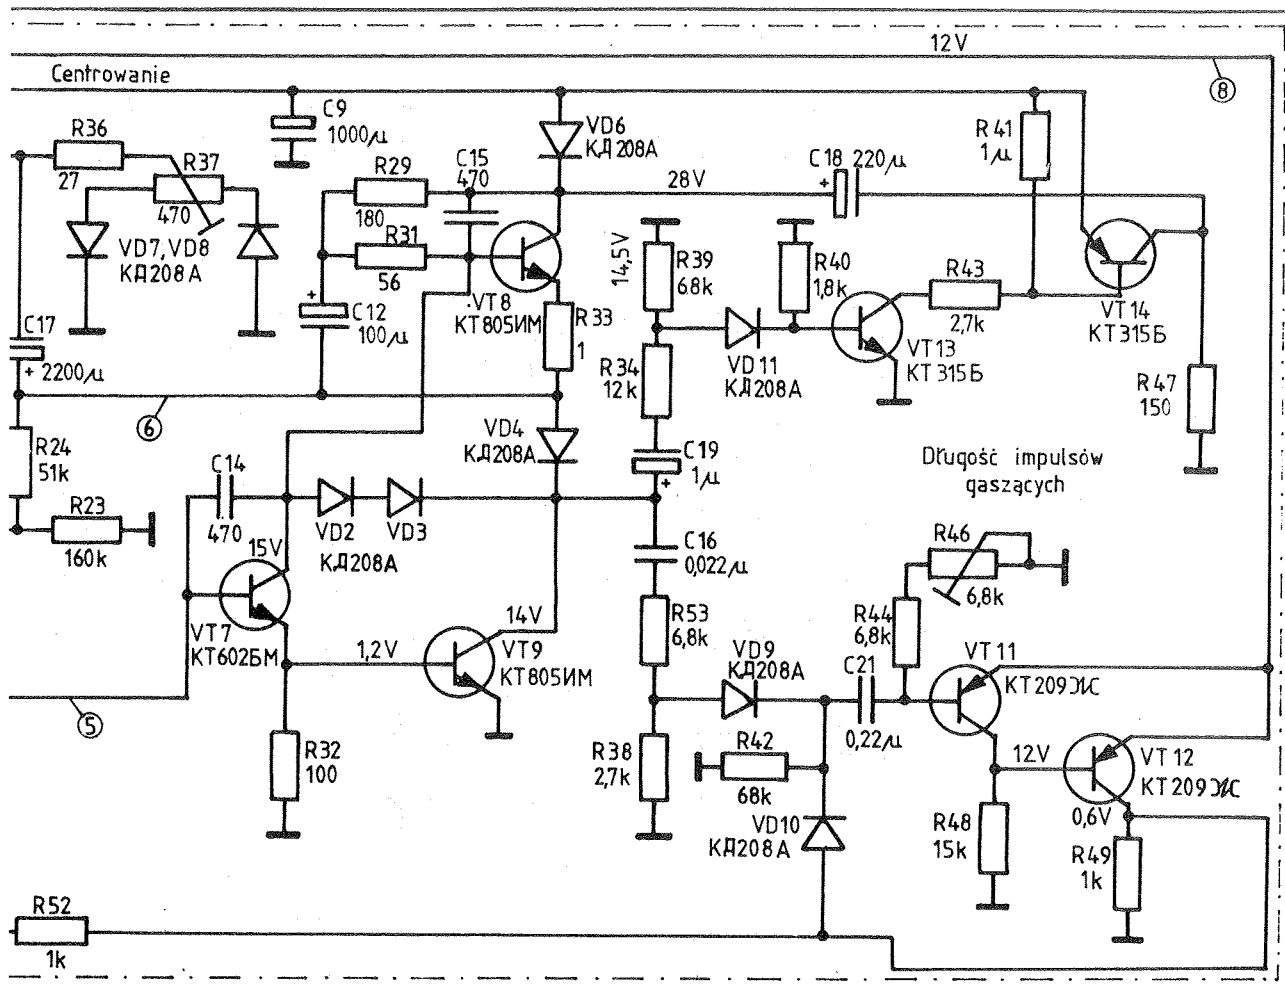 12V
Centrowanie
8
C9
1000µ
VD6
КД208А
R41
1µ
R36
27
R37
470
R29
180
C15
470
28V
C18 220µ
VD7, VD8
КД208А
R31
56
VT8
КТ805ИМ
C12
100µ
R33
1
14,5V
R39
68k
R40
1,8k
R43
2,7k
VT14
КТ315Б
VT13
КТ315Б
VD11
КД208А
C17
2200µ
R34
12k
R47
150
6
VD4
КД208А
R24
51k
C14
470
C19
1µ
Długość impulsów
gaszących
R23
160k
VD2
VD3
КД208А
15V
C16
0,022µ
R46
6,8k
VT7
КТ602БМ
1,2V
14V
VT9
КТ805ИМ
R53
6,8k
R44
6,8k
VD9
КД208А
C21
0,22µ
VT11
КТ209Ж
5
R32
100
R38
2,7k
R42
68k
12V
VT12
КТ209Ж
0,6V
VD10
КД208А
R48
15k
R49
1k
R52
1k